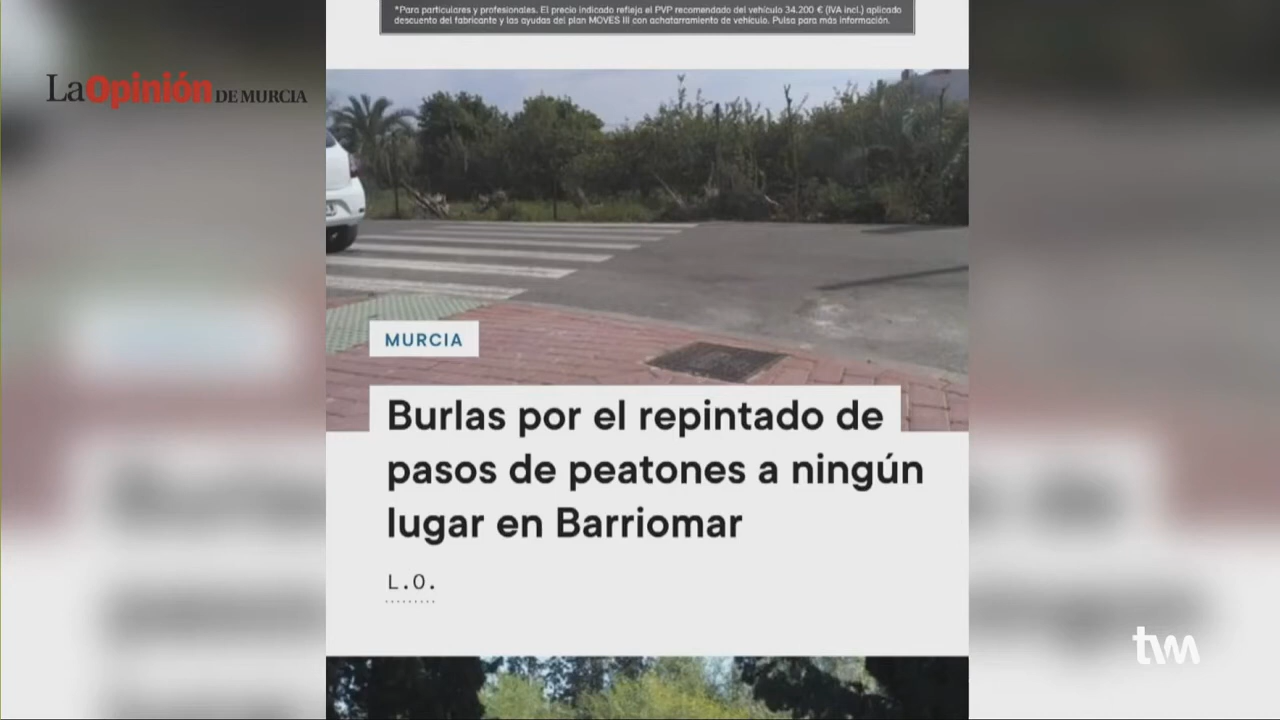 *Para particulares y profesionales. El precio indicado refleja el PVP recomendado del vehículo 34.200 € (IVA incl.) aplicado
descuento del fabricante y las ayudas del plan MOVES III con achatarramiento de vehículo. Pulsa para más información.
LaOpinión DE MURCIA
MURCIA
Burlas por el repintado de
pasos de peatones a ningún
lugar en Barriomar
L.O.
tvm